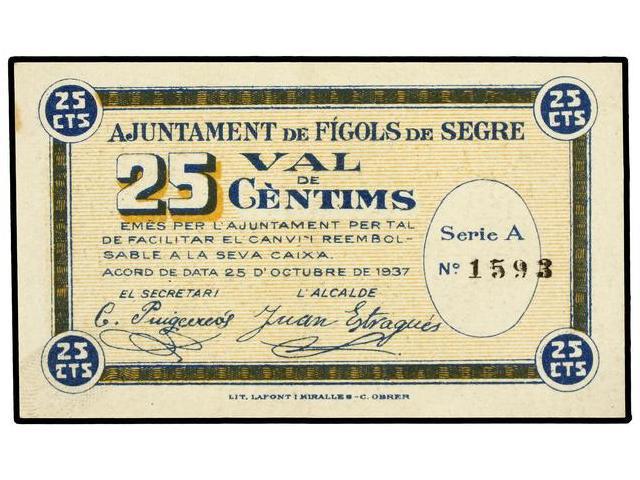 25 CTS
25 CTS
AJUNTAMENT DE FÍGOLS DE SEGRE
25 VAL
DE
CÈNTIMS
EMÈS PER L'AJUNTAMENT PER TAL
DE FACILITAR EL CANVI I REEMBOL-
SABLE A LA SEVA CAIXA.
ACORD DE DATA 25 D'OCTUBRE DE 1937
EL SECRETARI L'ALCALDE
C. Puigcercós Juan Estragués
Serie A
Nº 1593
25 CTS
25 CTS
LIT. LAFONT I MIRALLES - C. OBRER